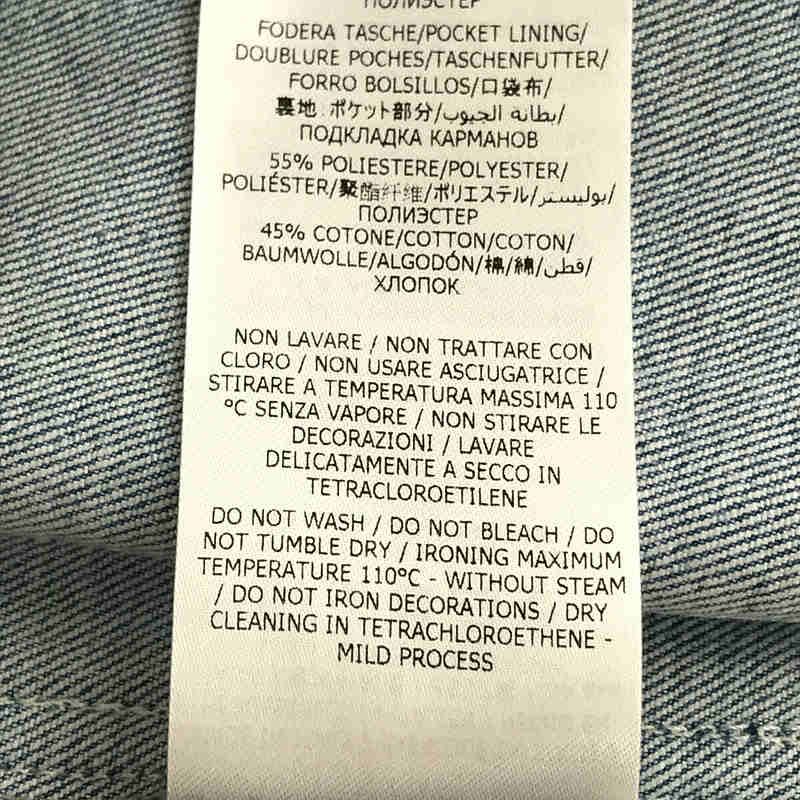 ПОЛИЭСТЕР
FODERA TASCHE/POCKET LINING/
DOUBLURE POCHES/TASCHENFUTTER/
FORRO BOLSILLOS/口袋布/
裏地:ポケット部分/بطانة الجيوب/
ПОДКЛАДКА КАРМАНОВ
55% POLIESTERE/POLYESTER/
POLIÉSTER/聚酯纤维/ポリエステル/بوليستر/
ПОЛИЭСТЕР
45% COTONE/COTTON/COTON/
BAUMWOLLE/ALGODÓN/棉/綿/قطن/
ХЛОПОК
NON LAVARE / NON TRATTARE CON
CLORO / NON USARE ASCIUGATRICE /
STIRARE A TEMPERATURA MASSIMA 110
°C SENZA VAPORE / NON STIRARE LE
DECORAZIONI / LAVARE
DELICATAMENTE A SECCO IN
TETRACLOROETILENE
DO NOT WASH / DO NOT BLEACH / DO
NOT TUMBLE DRY / IRONING MAXIMUM
TEMPERATURE 110°C - WITHOUT STEAM
/ DO NOT IRON DECORATIONS / DRY
CLEANING IN TETRACHLOROETHENE -
MILD PROCESS